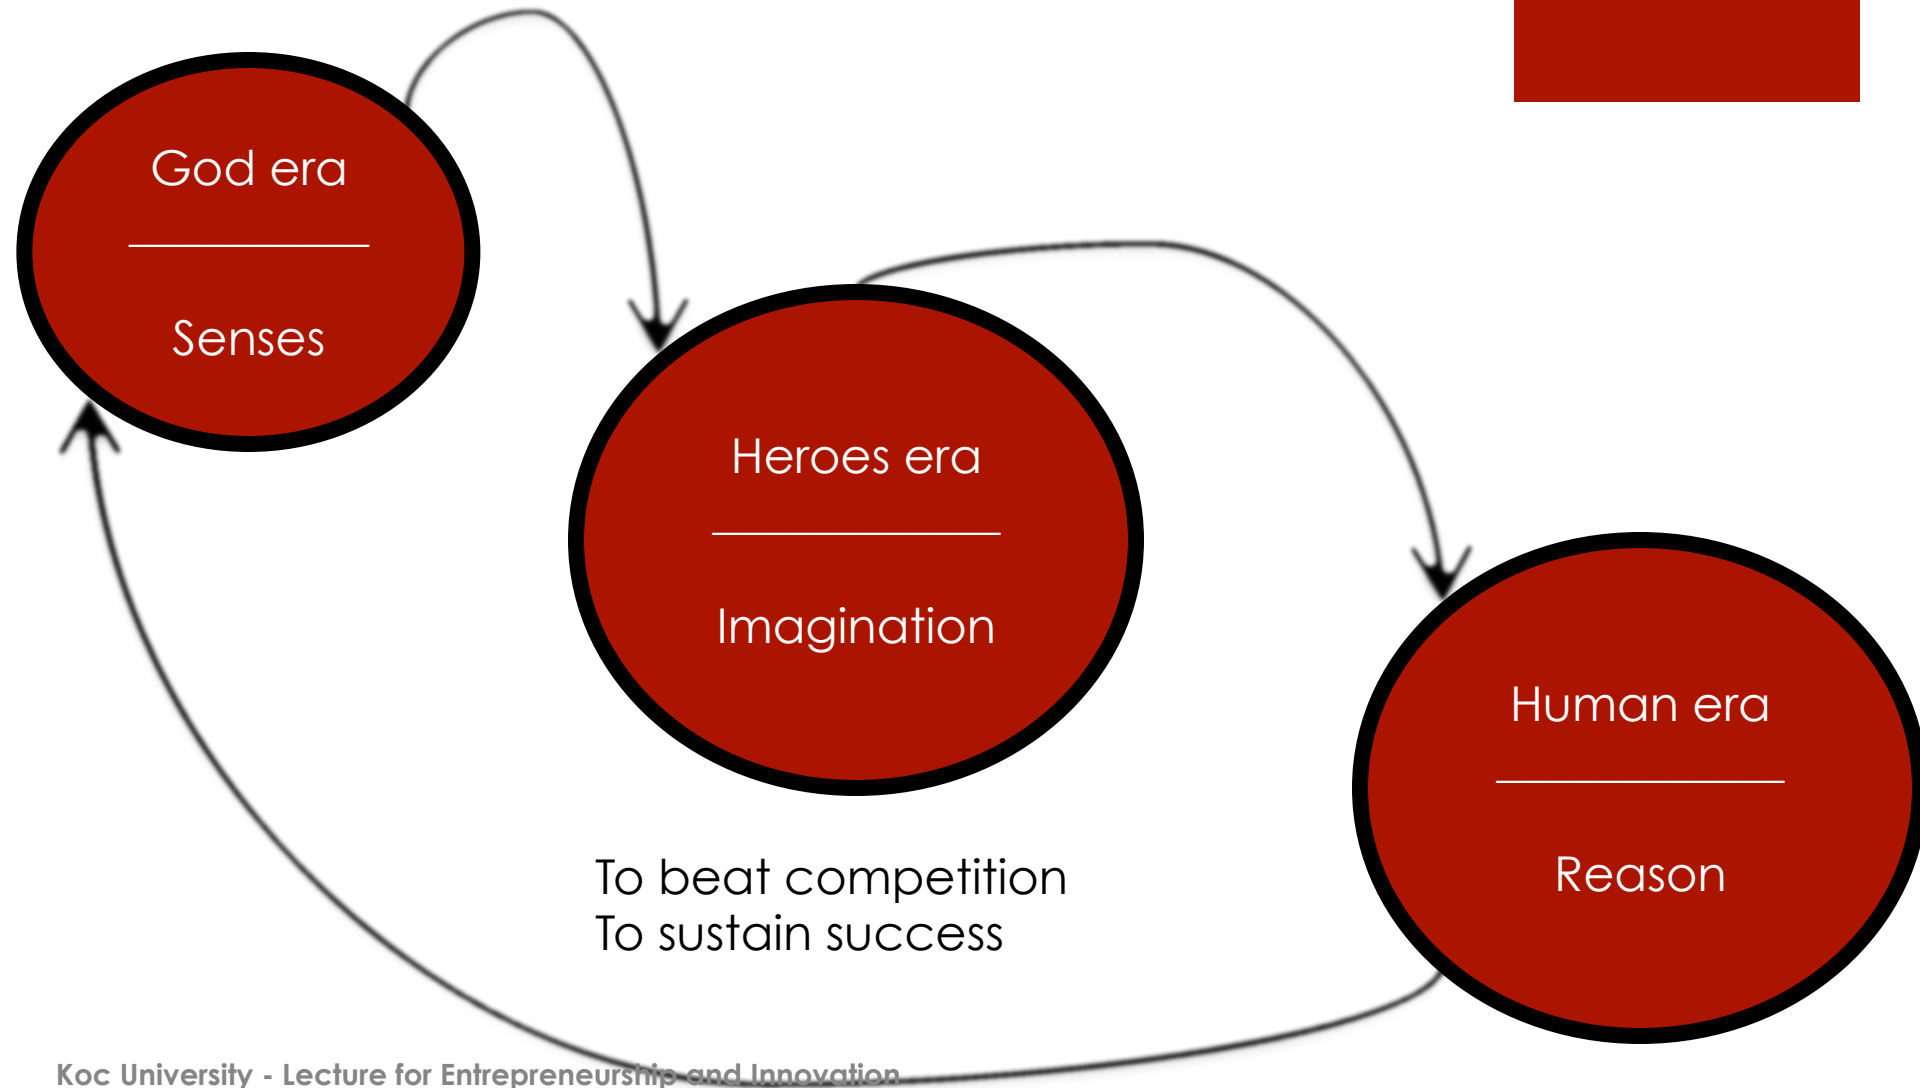 God era
Senses
Heroes era
Imagination
Human era
Reason
To beat competition
To sustain success
Koc University - Lecture for Entrepreneurship and Innovation